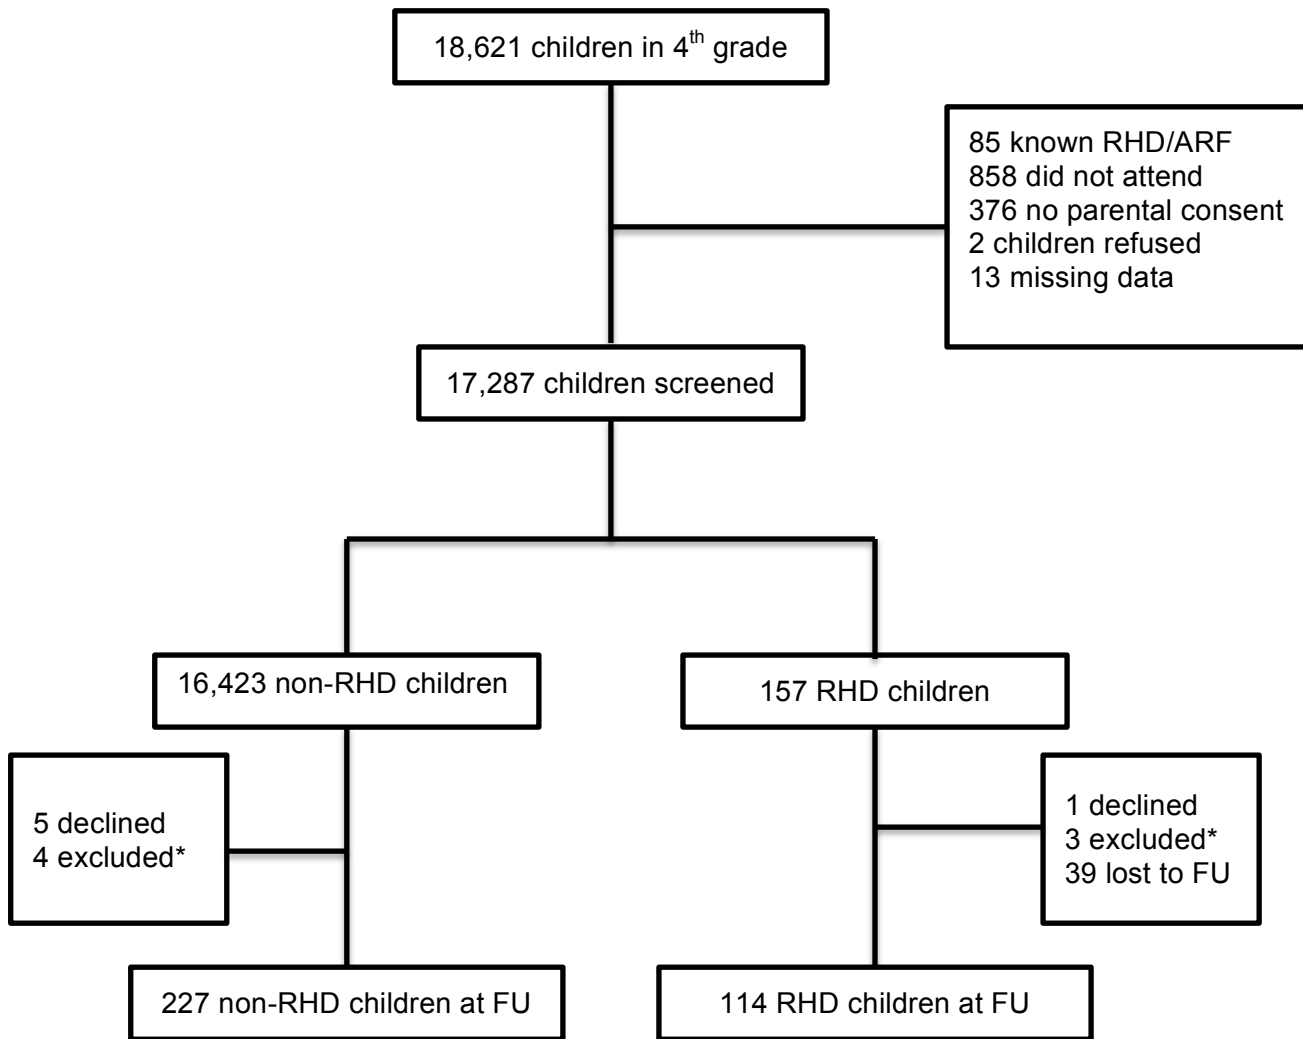 18,621 children in 4th grade
85 known RHD/ARF
858 did not attend
376 no parental consent
2 children refused
13 missing data
17,287 children screened
16,423 non-RHD children
157 RHD children
5 declined
4 excluded*
1 declined
3 excluded*
39 lost to FU
227 non-RHD children at FU
114 RHD children at FU